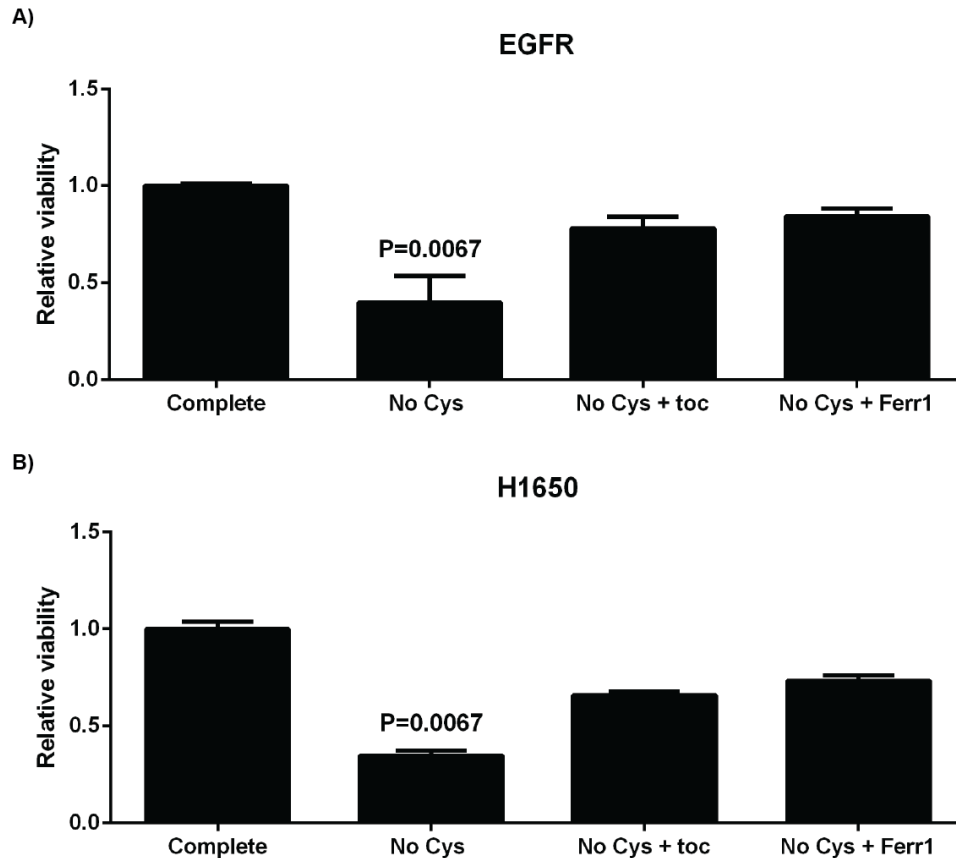 A)
EGFR
Relative viability
1.5
1.0
0.5
0.0
P=0.0067
Complete No Cys No Cys + toc No Cys + Ferr1
B)
H1650
Relative viability
1.5
1.0
0.5
0.0
P=0.0067
Complete No Cys No Cys + toc No Cys + Ferr1